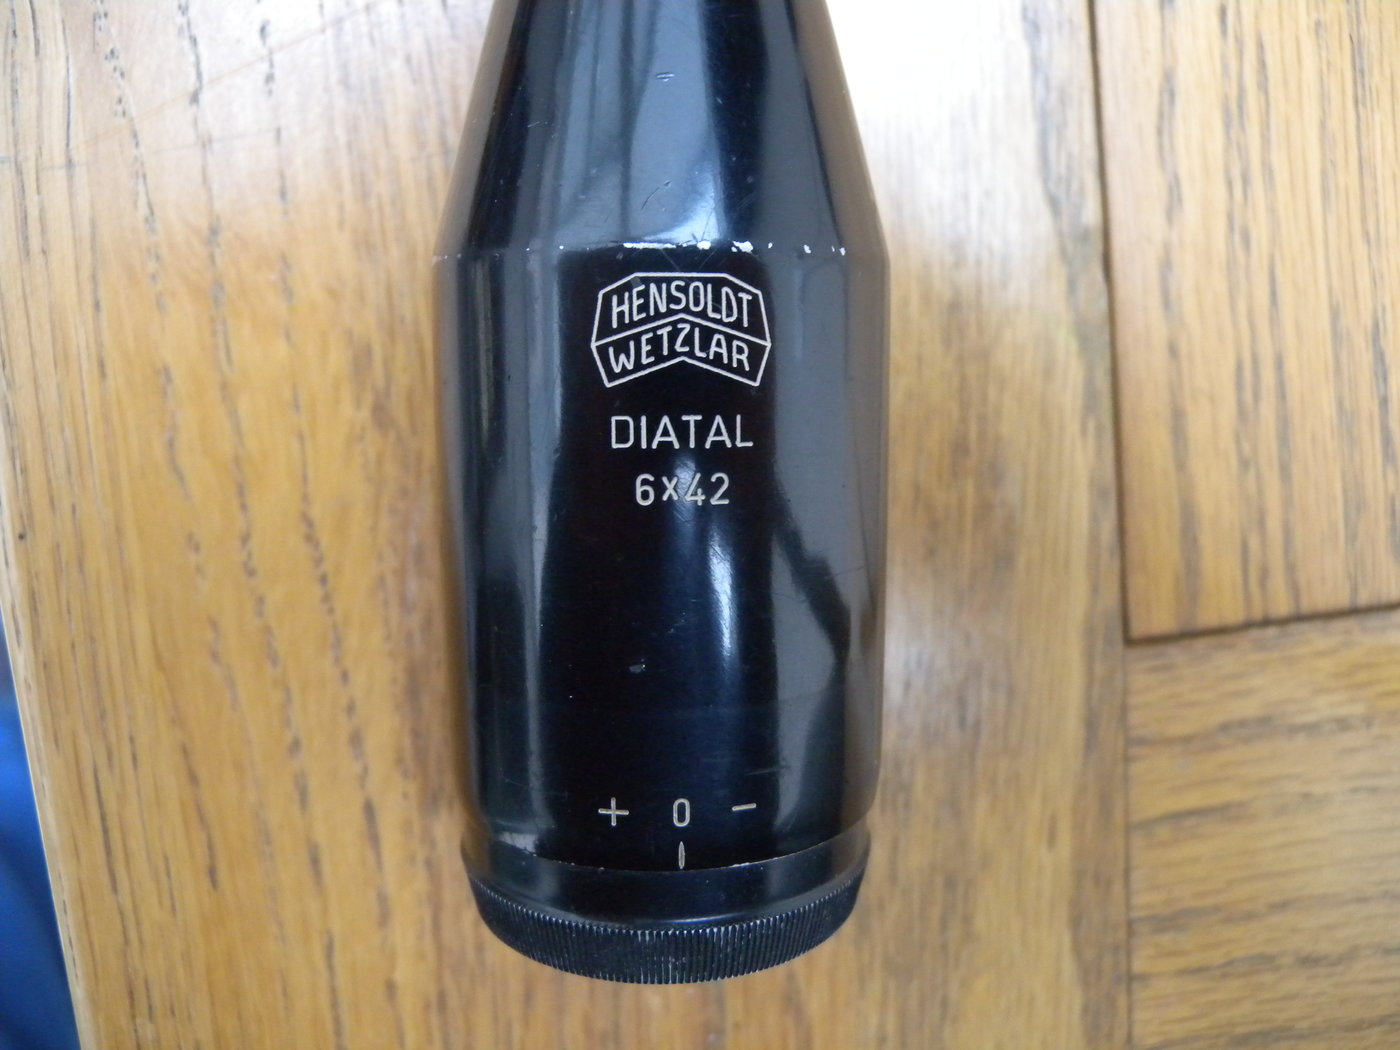 HENSOLDT
WETZLAR
DIATAL
6x42
+ 0 −